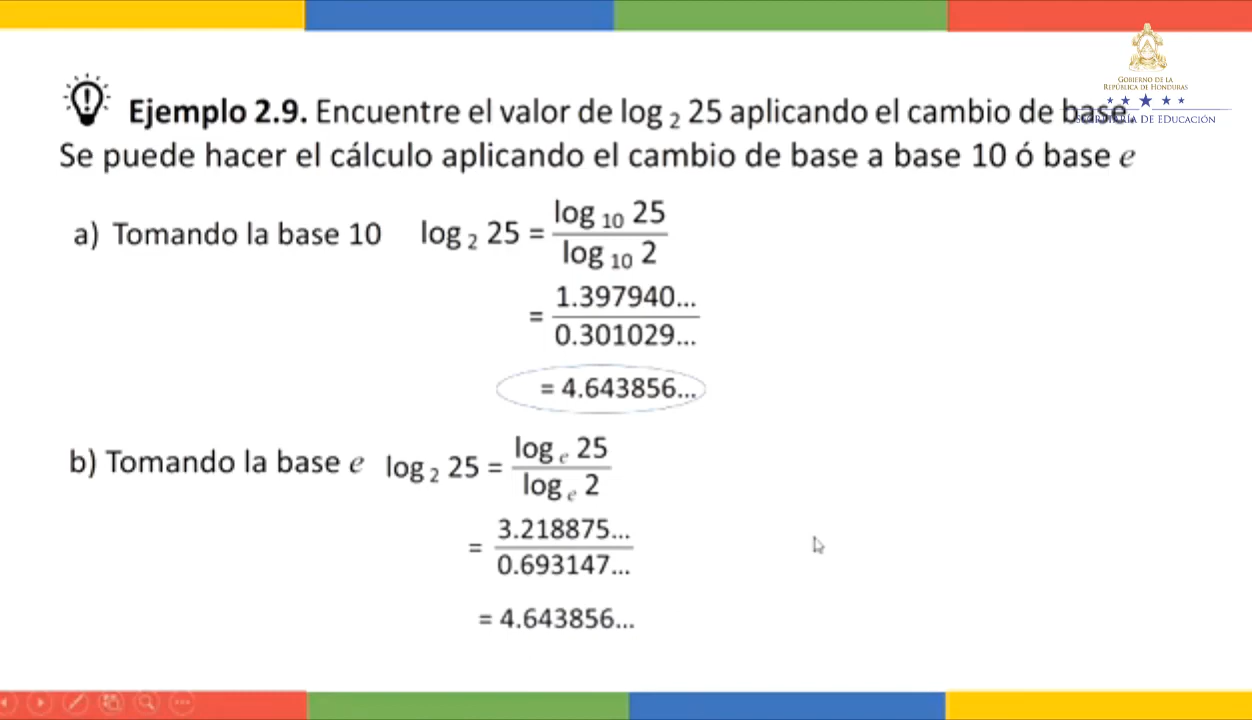 GOBIERNO DE LA
REPÚBLICA DE HONDURAS
Ejemplo 2.9. Encuentre el valor de log 2 25 aplicando el cambio de base.
SECRETARÍA DE EDUCACIÓN
Se puede hacer el cálculo aplicando el cambio de base a base 10 ó base e
a) Tomando la base 10 log 2 25 = log 10 25
log 10 2
= 1.397940...
0.301029...
= 4.643856...
b) Tomando la base e log 2 25 = log e 25
log e 2
= 3.218875...
0.693147...
= 4.643856...